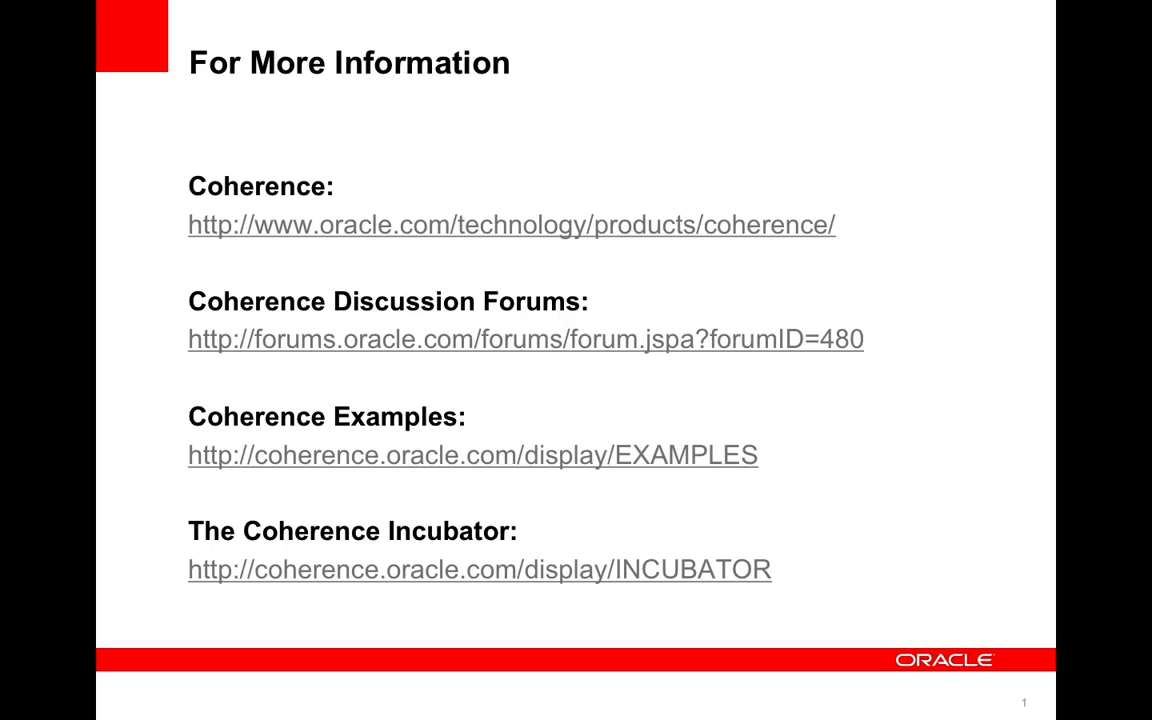 For More Information
Coherence:
http://www.oracle.com/technology/products/coherence/
Coherence Discussion Forums:
http://forums.oracle.com/forums/forum.jspa?forumID=480
Coherence Examples:
http://coherence.oracle.com/display/EXAMPLES
The Coherence Incubator:
http://coherence.oracle.com/display/INCUBATOR
ORACLE
1